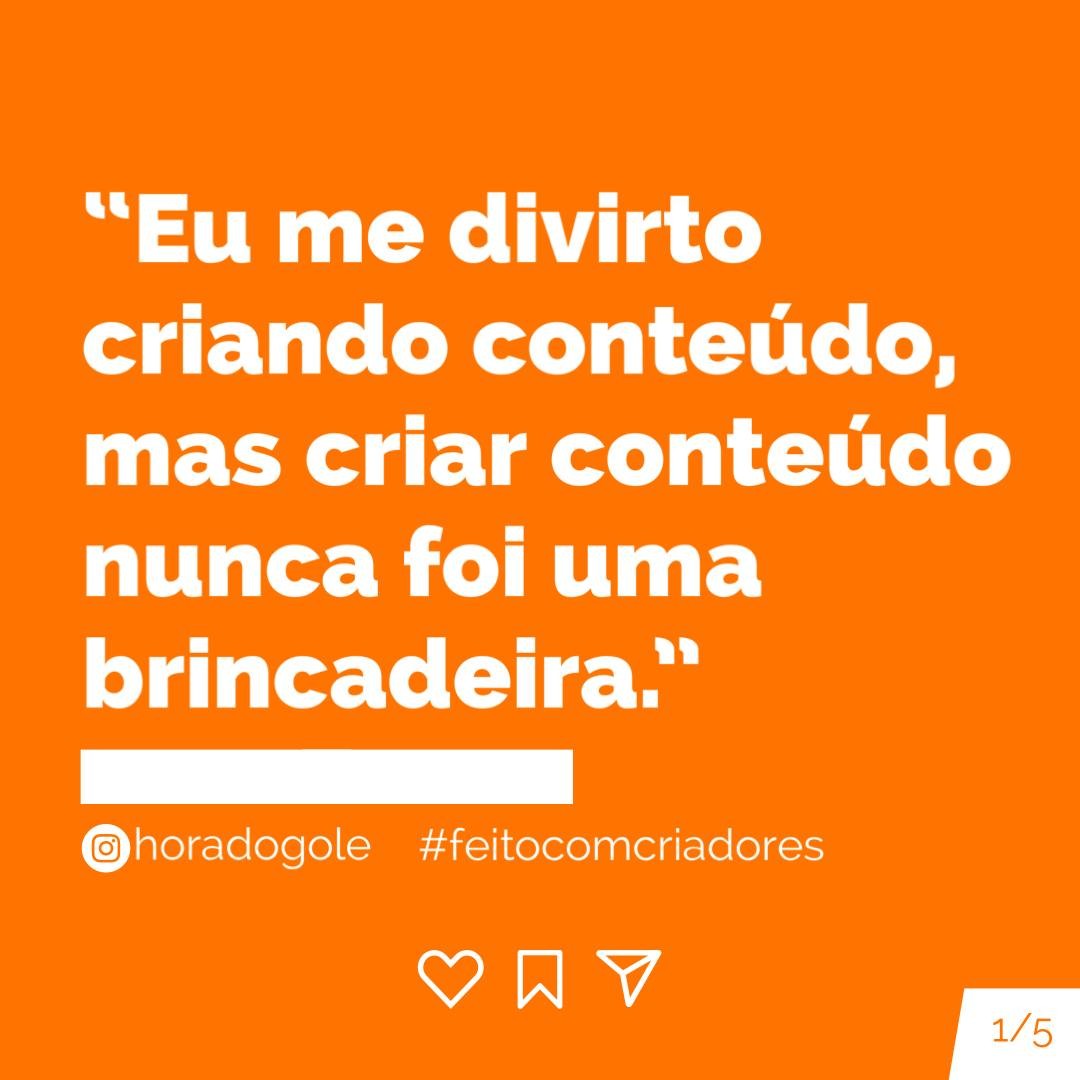 “Eu me divirto
criando conteúdo,
mas criar conteúdo
nunca foi uma
brincadeira.”
horadogole #feitocomcriadores
1/5